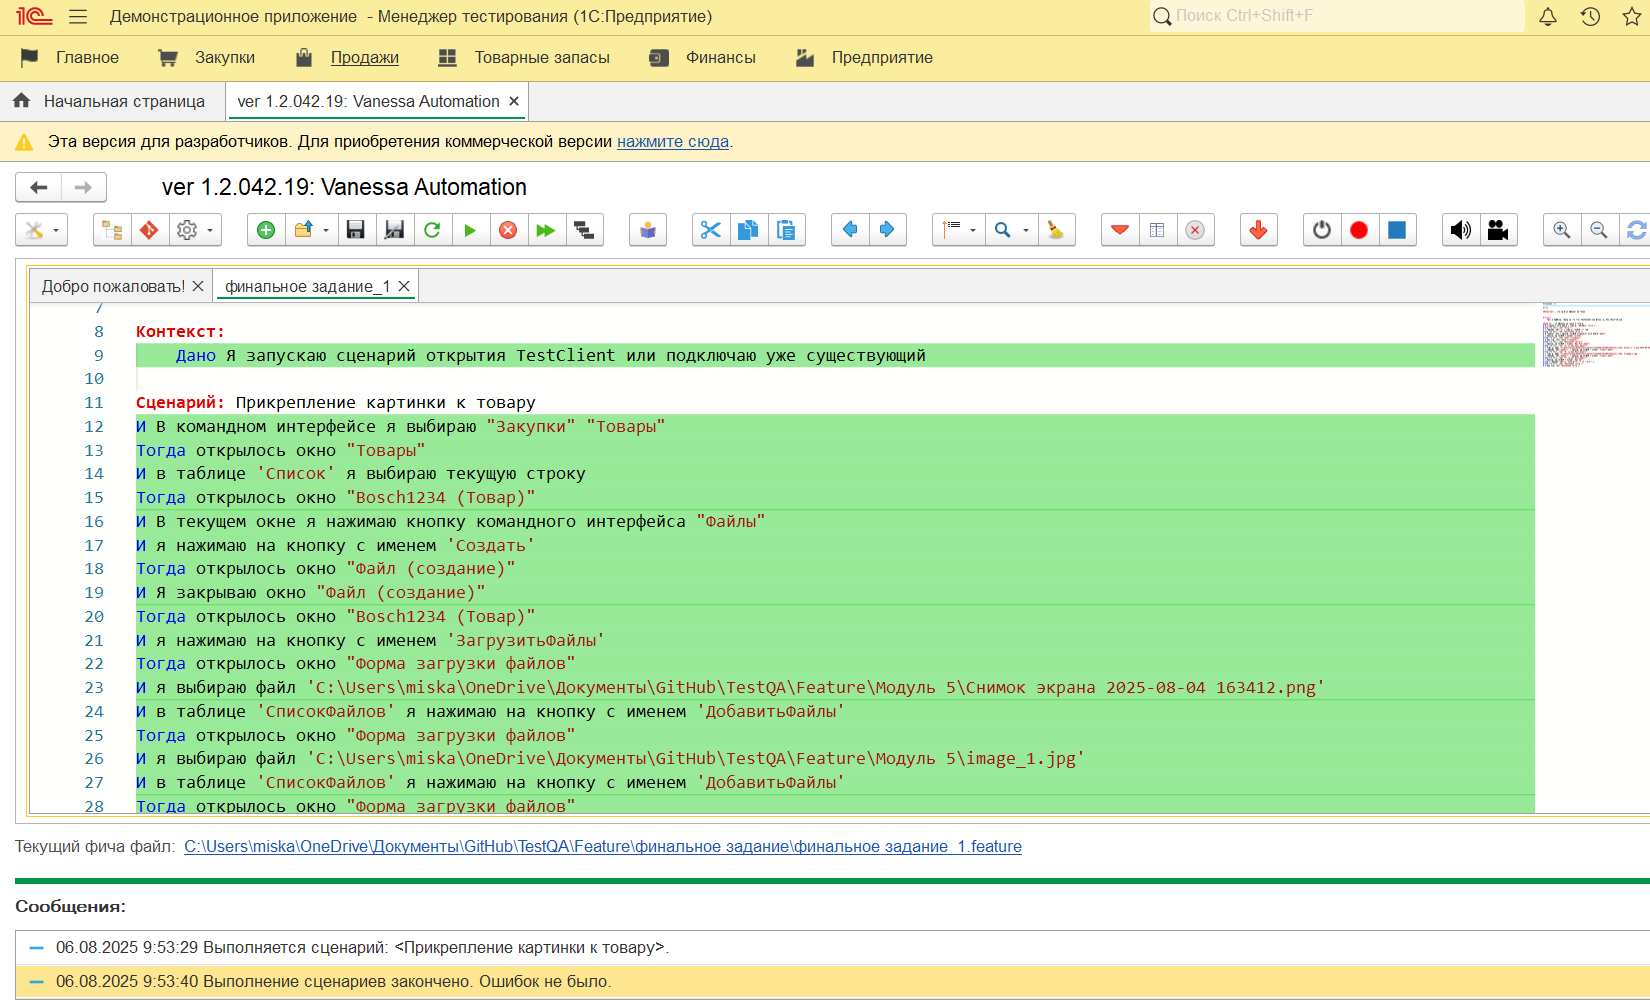 1С Демонстрационное приложение - Менеджер тестирования (1С:Предприятие) Поиск Ctrl+Shift+F
Главное Закупки Продажи Товарные запасы Финансы Предприятие
Начальная страница ver 1.2.042.19: Vanessa Automation ×
Эта версия для разработчиков. Для приобретения коммерческой версии нажмите сюда.
ver 1.2.042.19: Vanessa Automation
Добро пожаловать! × финальное задание_1 ×
7
8 Контекст:
9 Дано Я запускаю сценарий открытия TestClient или подключаю уже существующий
10
11 Сценарий: Прикрепление картинки к товару
12 И В командном интерфейсе я выбираю "Закупки" "Товары"
13 Тогда открылось окно "Товары"
14 И в таблице 'Список' я выбираю текущую строку
15 Тогда открылось окно "Bosch1234 (Товар)"
16 И В текущем окне я нажимаю кнопку командного интерфейса "Файлы"
17 И я нажимаю на кнопку с именем 'Создать'
18 Тогда открылось окно "Файл (создание)"
19 И Я закрываю окно "Файл (создание)"
20 Тогда открылось окно "Bosch1234 (Товар)"
21 И я нажимаю на кнопку с именем 'ЗагрузитьФайлы'
22 Тогда открылось окно "Форма загрузки файлов"
23 И я выбираю файл 'C:\Users\miska\OneDrive\Документы\GitHub\TestQA\Feature\Модуль 5\Снимок экрана 2025-08-04 163412.png'
24 И в таблице 'СписокФайлов' я нажимаю на кнопку с именем 'ДобавитьФайлы'
25 Тогда открылось окно "Форма загрузки файлов"
26 И я выбираю файл 'C:\Users\miska\OneDrive\Документы\GitHub\TestQA\Feature\Модуль 5\image_1.jpg'
27 И в таблице 'СписокФайлов' я нажимаю на кнопку с именем 'ДобавитьФайлы'
28 Тогда открылось окно "Форма загрузки файлов"
Текущий фича файл: C:\Users\miska\OneDrive\Документы\GitHub\TestQA\Feature\финальное задание\финальное задание_1.feature
Сообщения:
06.08.2025 9:53:29 Выполняется сценарий: <Прикрепление картинки к товару>.
06.08.2025 9:53:40 Выполнение сценариев закончено. Ошибок не было.